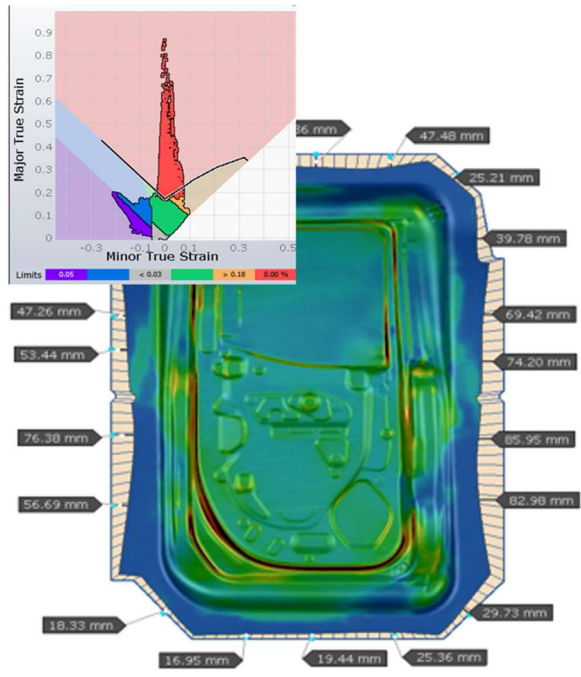 Major True Strain
0.9
0.8
0.7
0.6
0.5
0.4
0.3
0.2
0.1
0
-0.3 -0.1 0 0.1 0.3 0.5
Minor True Strain
Limits 0.05 < 0.03 > 0.18 0.00 %
36 mm
47.48 mm
25.21 mm
39.78 mm
47.26 mm
69.42 mm
53.44 mm
74.20 mm
76.38 mm
85.95 mm
56.69 mm
82.98 mm
18.33 mm
29.73 mm
16.95 mm
19.44 mm
25.36 mm